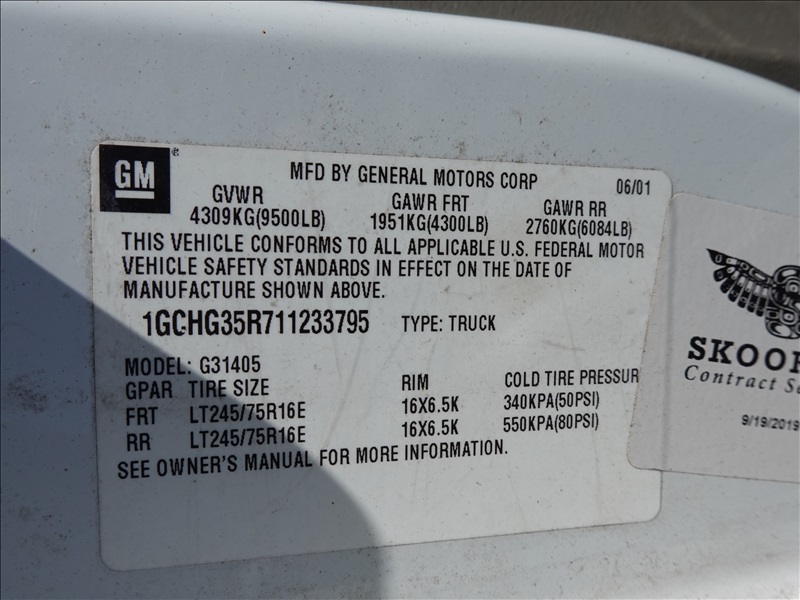 GM ®
MFD BY GENERAL MOTORS CORP 06/01
GVWR GAWR FRT GAWR RR
4309KG(9500LB) 1951KG(4300LB) 2760KG(6084LB)
THIS VEHICLE CONFORMS TO ALL APPLICABLE U.S. FEDERAL MOTOR
VEHICLE SAFETY STANDARDS IN EFFECT ON THE DATE OF
MANUFACTURE SHOWN ABOVE.
1GCHG35R711233795 TYPE: TRUCK
MODEL: G31405
GPAR TIRE SIZE RIM COLD TIRE PRESSUR
FRT LT245/75R16E 16X6.5K 340KPA(50PSI)
RR LT245/75R16E 16X6.5K 550KPA(80PSI)
SEE OWNER'S MANUAL FOR MORE INFORMATION.
Contract
9/19/2019